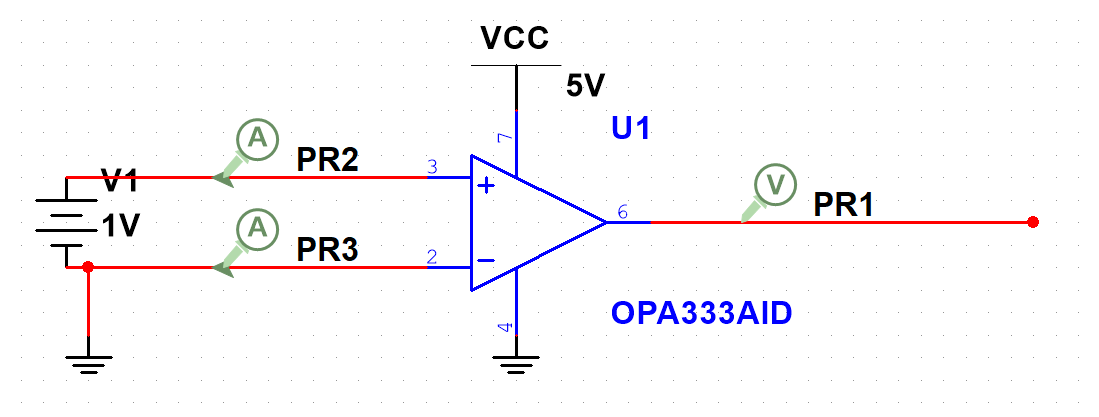 VCC
5V
U1
7
A
PR2
3
V1
+
V
1V
6
PR1
A
PR3
2
−
4
OPA333AID